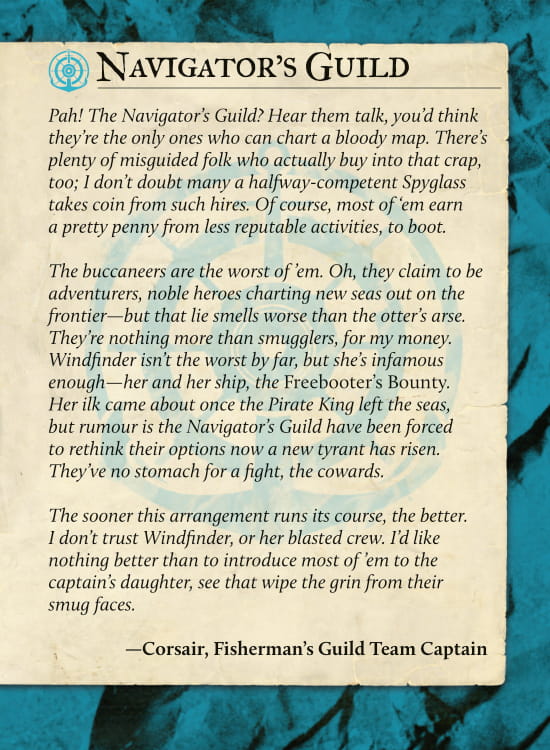 Navigator's Guild
Pah! The Navigator's Guild? Hear them talk, you'd think
they're the only ones who can chart a bloody map. There's
plenty of misguided folk who actually buy into that crap,
too; I don't doubt many a halfway-competent Spyglass
takes coin from such hires. Of course, most of 'em earn
a pretty penny from less reputable activities, to boot.
The buccaneers are the worst of 'em. Oh, they claim to be
adventurers, noble heroes charting new seas out on the
frontier—but that lie smells worse than the otter's arse.
They're nothing more than smugglers, for my money.
Windfinder isn't the worst by far, but she's infamous
enough—her and her ship, the Freebooter's Bounty.
Her ilk came about once the Pirate King left the seas,
but rumour is the Navigator's Guild have been forced
to rethink their options now a new tyrant has risen.
They've no stomach for a fight, the cowards.
The sooner this arrangement runs its course, the better.
I don't trust Windfinder, or her blasted crew. I'd like
nothing better than to introduce most of 'em to the
captain's daughter, see that wipe the grin from their
smug faces.
—Corsair, Fisherman's Guild Team Captain